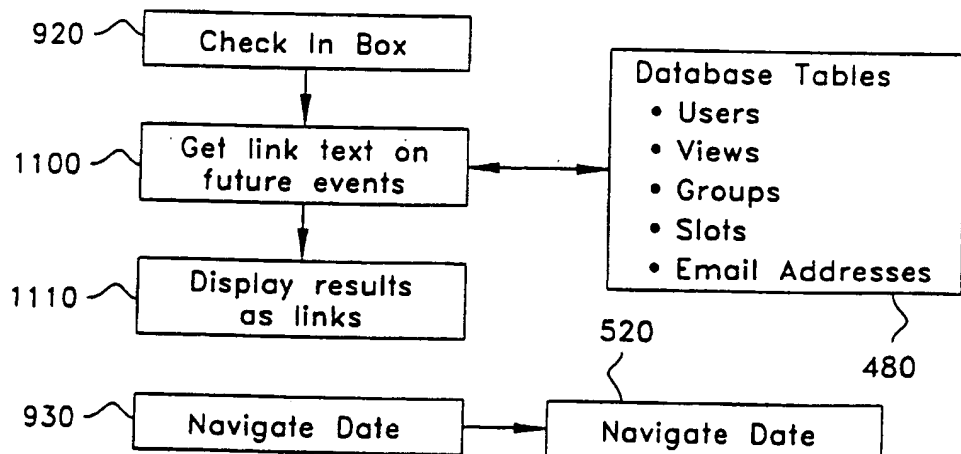 920
Check In Box
1100
Get link text on
future events
1110
Display results
as links
Database Tables
• Users
• Views
• Groups
• Slots
• Email Addresses
480
930
Navigate Date
520
Navigate Date